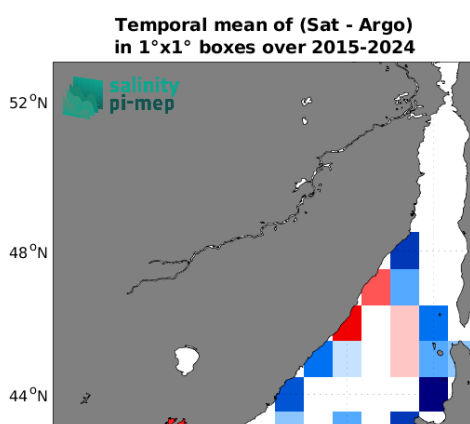 Temporal mean of (Sat - Argo)
in 1°x1° boxes over 2015-2024
salinity
pi-mep
52°N
48°N
44°N